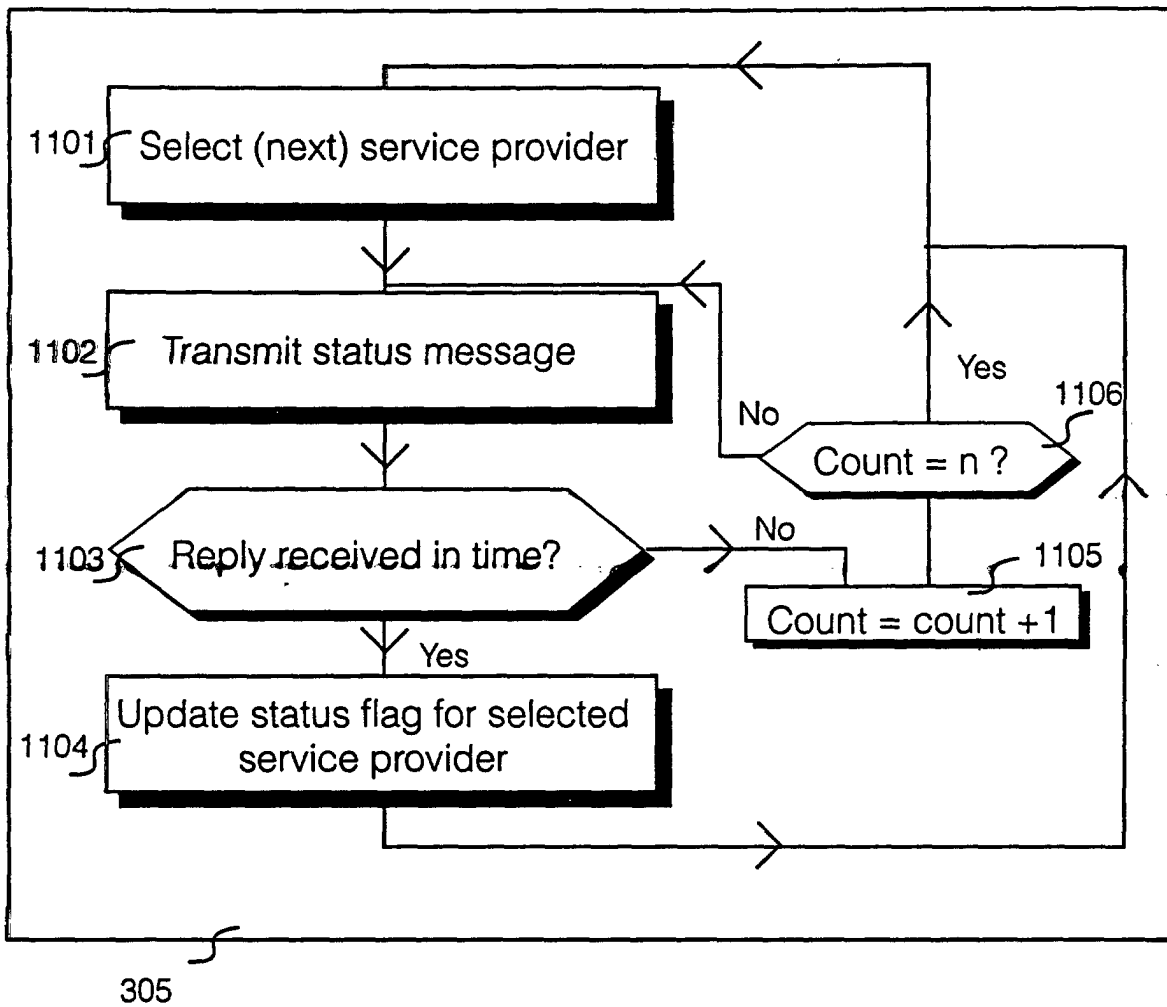 1101
Select (next) service provider
1102
Transmit status message
No
Yes
1106
Count = n ?
1103
Reply received in time?
No
1105
Count = count +1
Yes
1104
Update status flag for selected
service provider
305